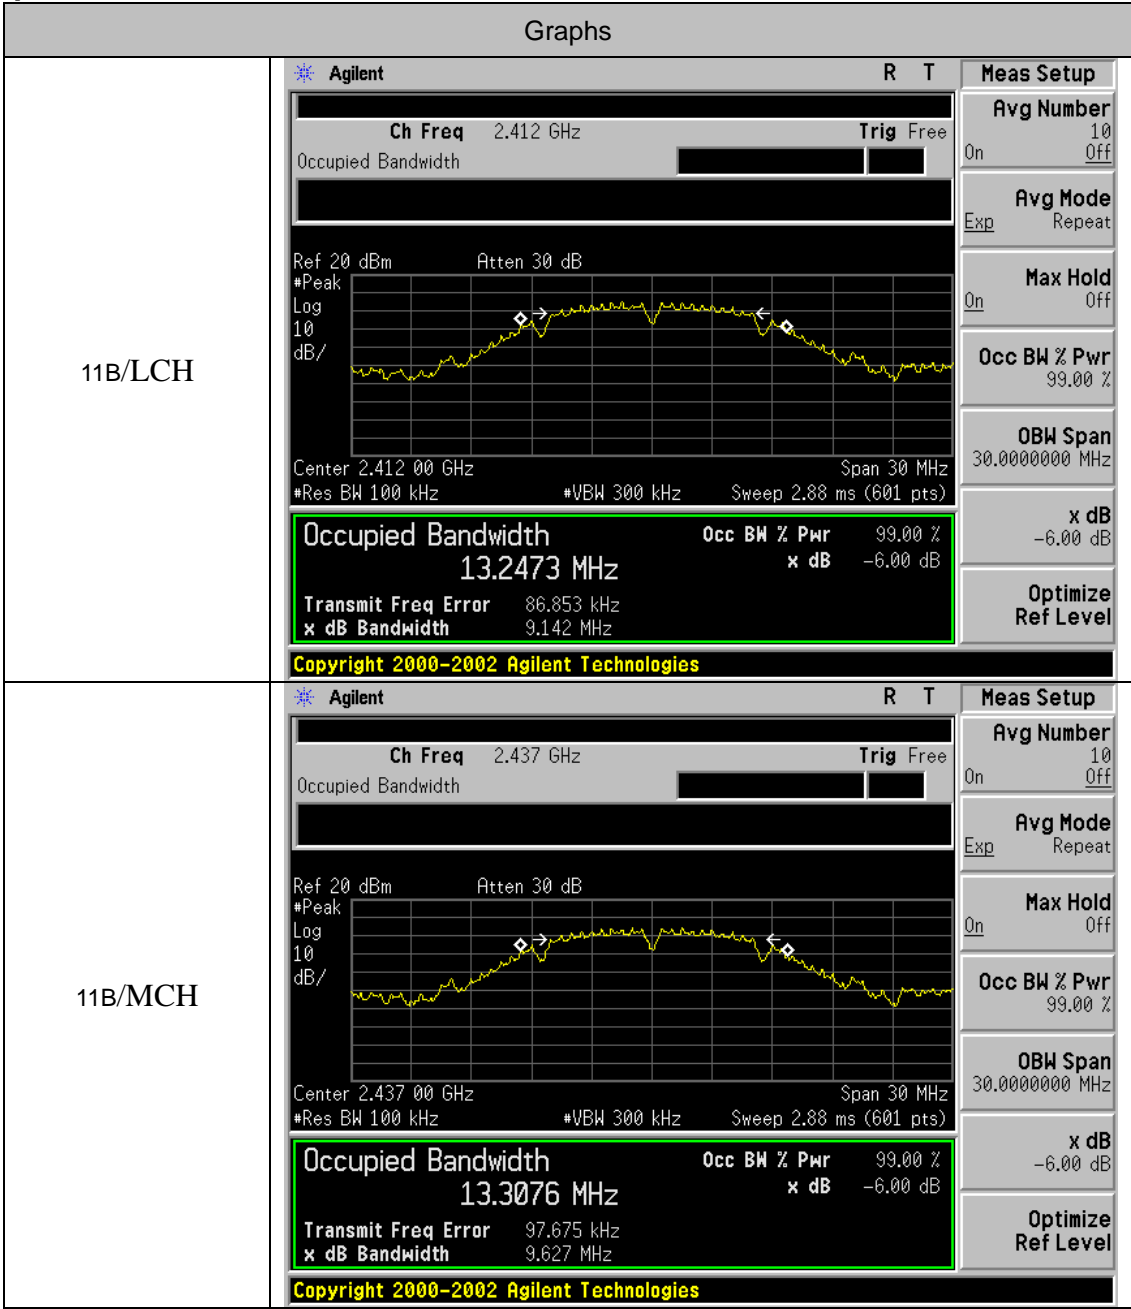 Graphs
11B/LCH
Agilent R T
Ch Freq 2.412 GHz Trig Free
Occupied Bandwidth
Ref 20 dBm Atten 30 dB
#Peak
Log
10
dB/
Center 2.412 00 GHz Span 30 MHz
#Res BW 100 kHz #VBW 300 kHz Sweep 2.88 ms (601 pts)
Occupied Bandwidth Occ BW % Pwr 99.00 %
13.2473 MHz x dB -6.00 dB
Transmit Freq Error 86.853 kHz
x dB Bandwidth 9.142 MHz
Copyright 2000-2002 Agilent Technologies
Meas Setup
Avg Number
10
On Off
Avg Mode
Exp Repeat
Max Hold
On Off
Occ BW % Pwr
99.00 %
OBW Span
30.0000000 MHz
x dB
-6.00 dB
Optimize
Ref Level
11B/MCH
Agilent R T
Ch Freq 2.437 GHz Trig Free
Occupied Bandwidth
Ref 20 dBm Atten 30 dB
#Peak
Log
10
dB/
Center 2.437 00 GHz Span 30 MHz
#Res BW 100 kHz #VBW 300 kHz Sweep 2.88 ms (601 pts)
Occupied Bandwidth Occ BW % Pwr 99.00 %
13.3076 MHz x dB -6.00 dB
Transmit Freq Error 97.675 kHz
x dB Bandwidth 9.627 MHz
Copyright 2000-2002 Agilent Technologies
Meas Setup
Avg Number
10
On Off
Avg Mode
Exp Repeat
Max Hold
On Off
Occ BW % Pwr
99.00 %
OBW Span
30.0000000 MHz
x dB
-6.00 dB
Optimize
Ref Level